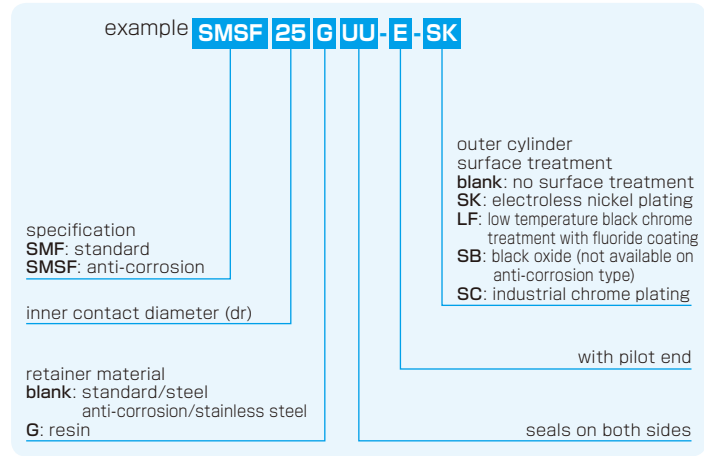 example SMSF 25 G UU - E - SK
specification
SMF: standard
SMSF: anti-corrosion
inner contact diameter (dr)
retainer material
blank: standard/steel
anti-corrosion/stainless steel
G: resin
outer cylinder
surface treatment
blank: no surface treatment
SK: electroless nickel plating
LF: low temperature black chrome
treatment with fluoride coating
SB: black oxide (not available on
anti-corrosion type)
SC: industrial chrome plating
with pilot end
seals on both sides